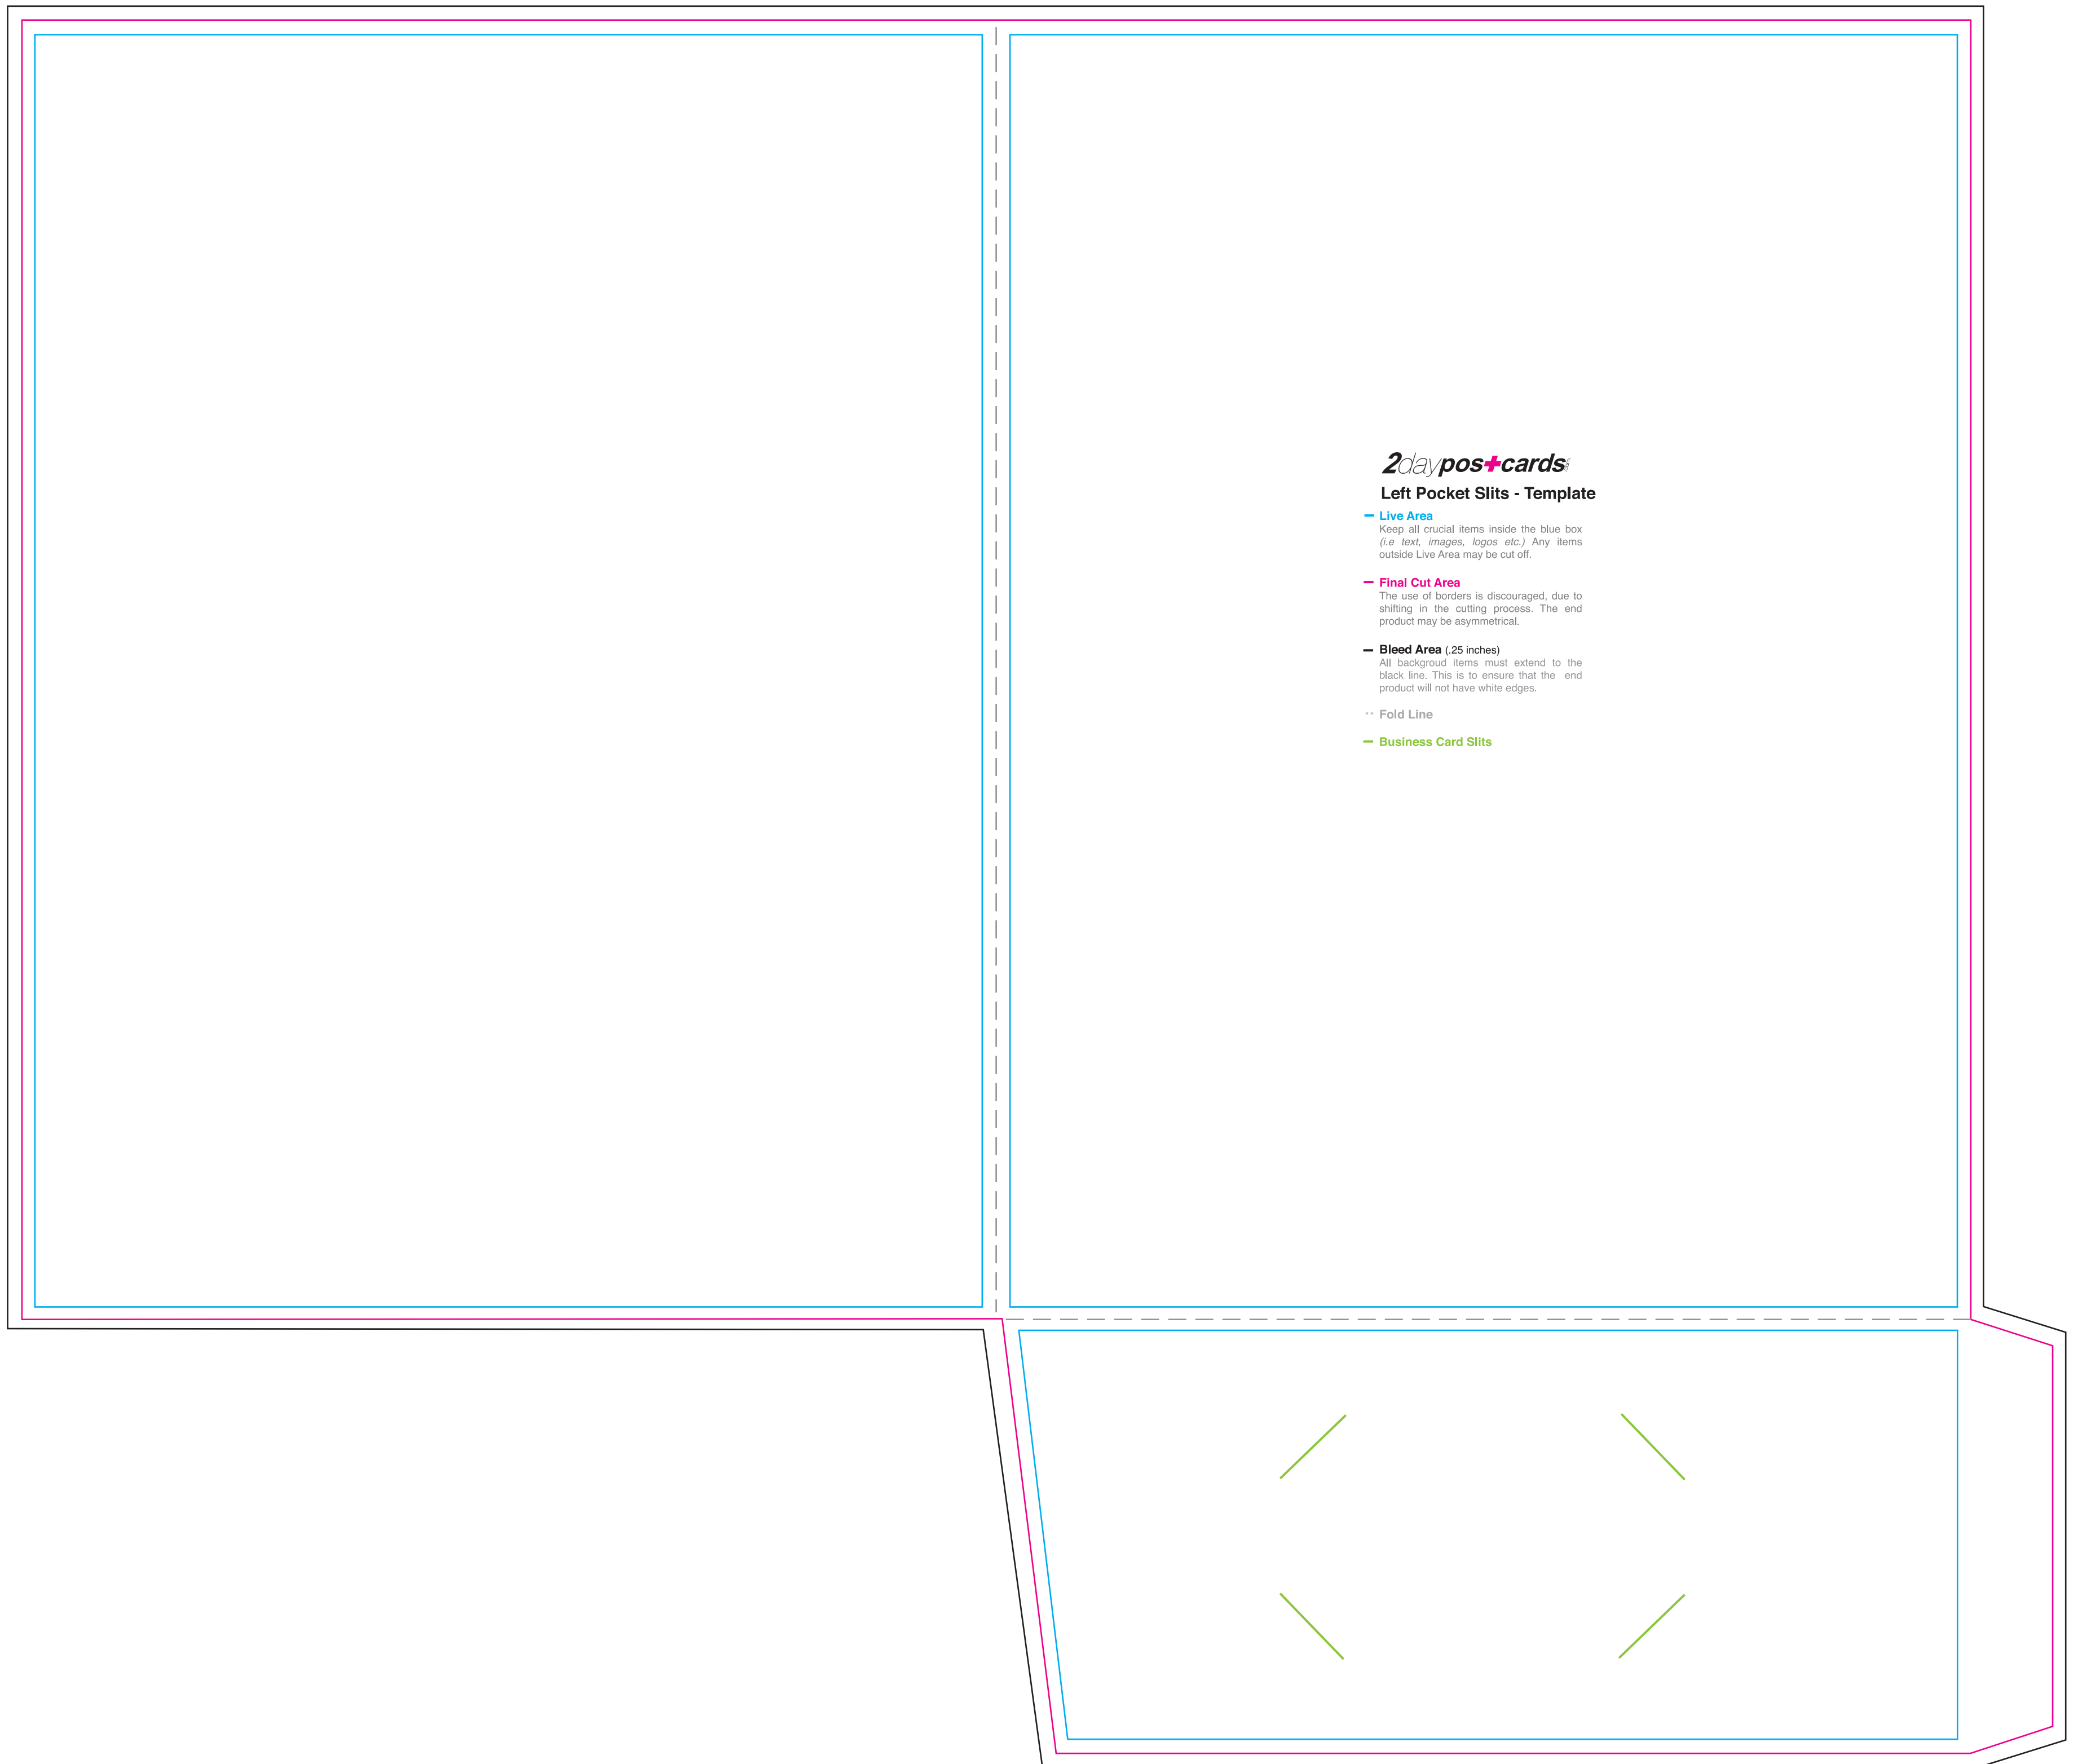 2daypostcards
Left Pocket Slits - Template
Live Area
Keep all crucial items inside the blue box
(i.e text, images, logos etc.) Any items
outside Live Area may be cut off.
Final Cut Area
The use of borders is discouraged, due to
shifting in the cutting process. The end
product may be asymmetrical.
Bleed Area (.25 inches)
All backgroud items must extend to the
black line. This is to ensure that the end
product will not have white edges.
Fold Line
Business Card Slits